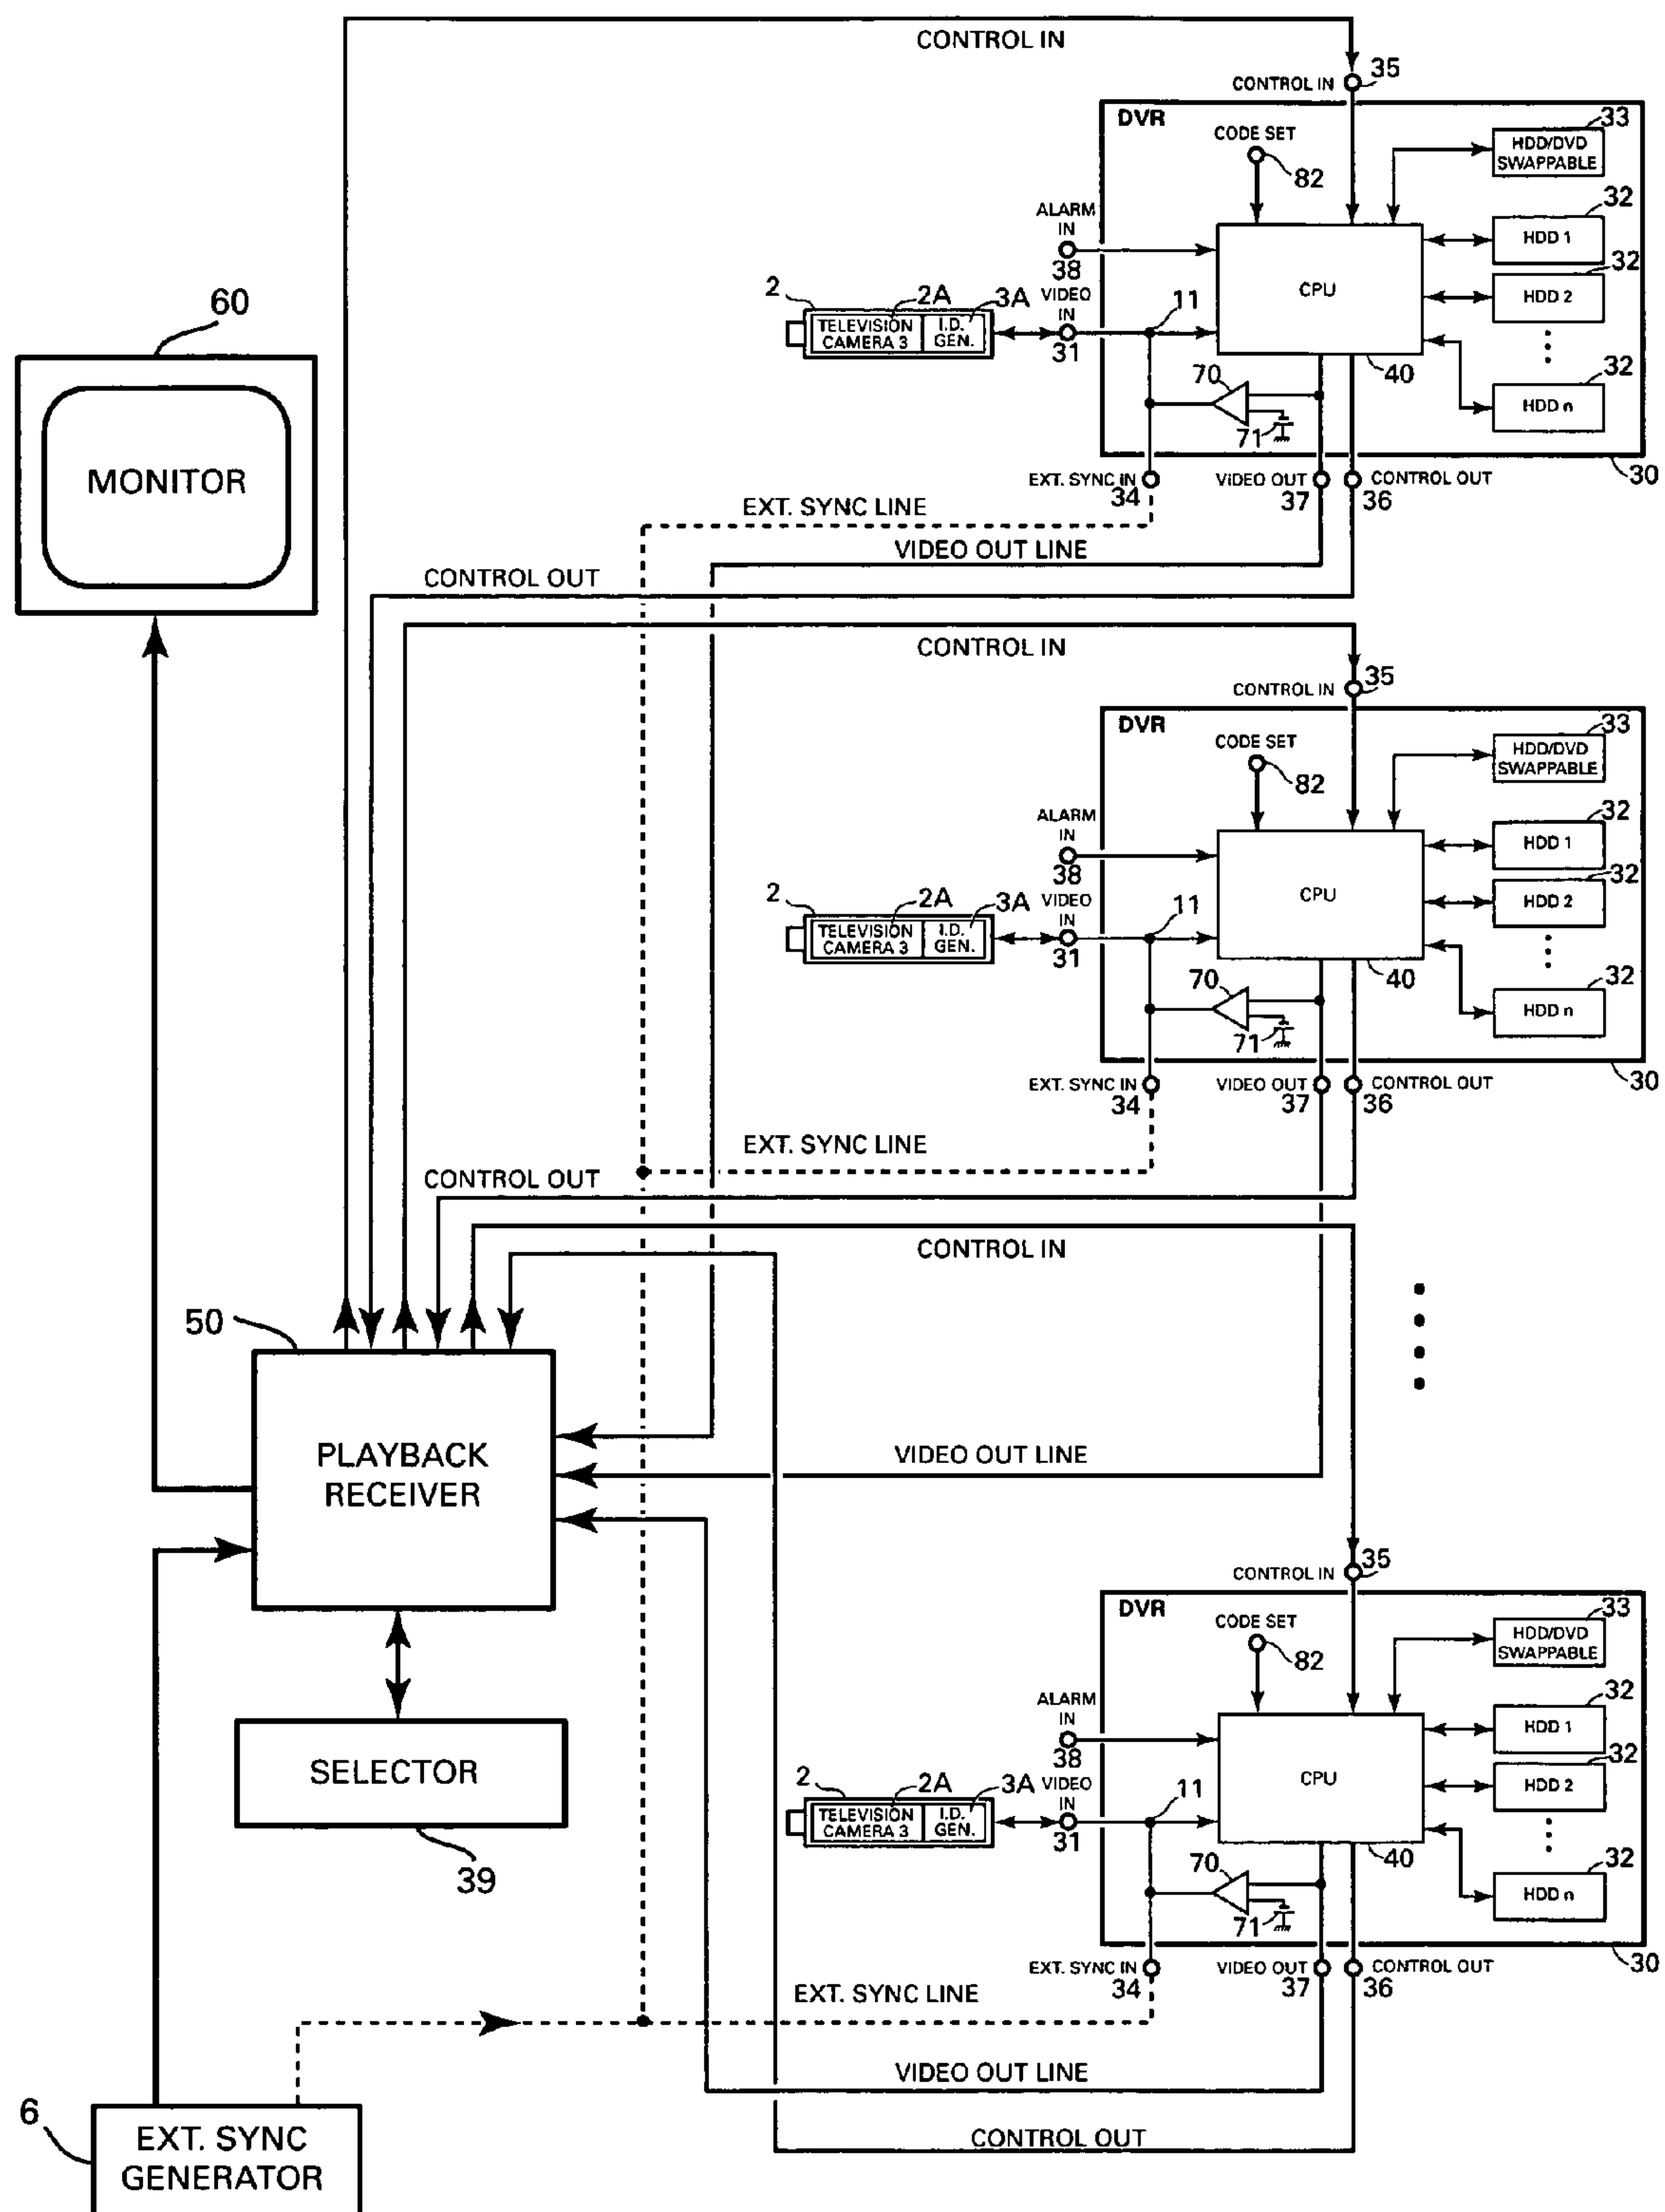 CONTROL IN
CONTROL IN 35
DVR
CODE SET
82
33
HDD/DVD
SWAPPABLE
ALARM
IN
38
32
HDD 1
32
HDD 2
32
HDD n
CPU
40
2
2A
3A
TELEVISION
CAMERA 3
I.D.
GEN.
VIDEO
IN
31
11
70
71
30
EXT. SYNC IN
34
VIDEO OUT
37
CONTROL OUT
36
60
MONITOR
EXT. SYNC LINE
VIDEO OUT LINE
CONTROL OUT
CONTROL IN
CONTROL IN 35
DVR
CODE SET
82
33
HDD/DVD
SWAPPABLE
ALARM
IN
38
32
HDD 1
32
HDD 2
32
HDD n
CPU
40
2
2A
3A
TELEVISION
CAMERA 3
I.D.
GEN.
VIDEO
IN
31
11
70
71
30
EXT. SYNC IN
34
VIDEO OUT
37
CONTROL OUT
36
EXT. SYNC LINE
CONTROL OUT
CONTROL IN
50
PLAYBACK
RECEIVER
VIDEO OUT LINE
CONTROL IN 35
DVR
CODE SET
82
33
HDD/DVD
SWAPPABLE
ALARM
IN
38
32
HDD 1
32
HDD 2
32
HDD n
CPU
40
2
2A
3A
TELEVISION
CAMERA 3
I.D.
GEN.
VIDEO
IN
31
11
70
71
30
EXT. SYNC IN
34
VIDEO OUT
37
CONTROL OUT
36
SELECTOR
39
EXT. SYNC LINE
VIDEO OUT LINE
CONTROL OUT
6
EXT. SYNC
GENERATOR